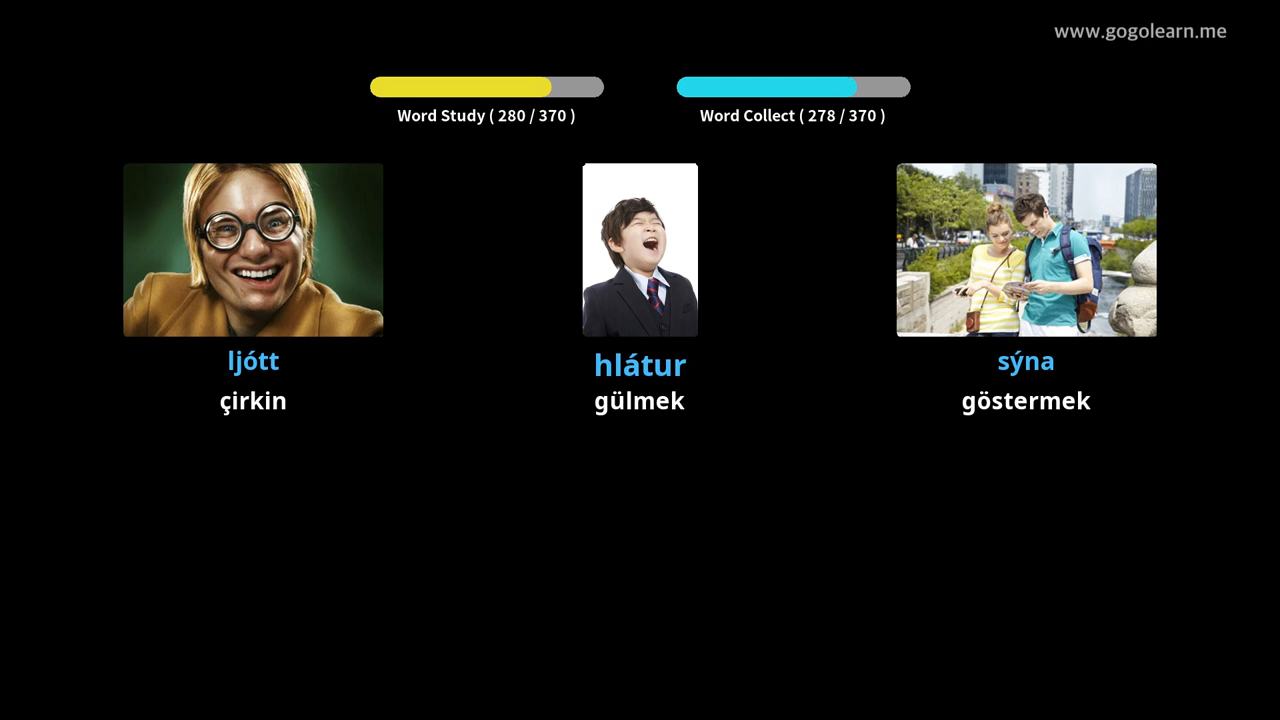 www.gogolearn.me
Word Study ( 280 / 370 )
Word Collect ( 278 / 370 )
ljótt
hlátur
sýna
çirkin
gülmek
göstermek